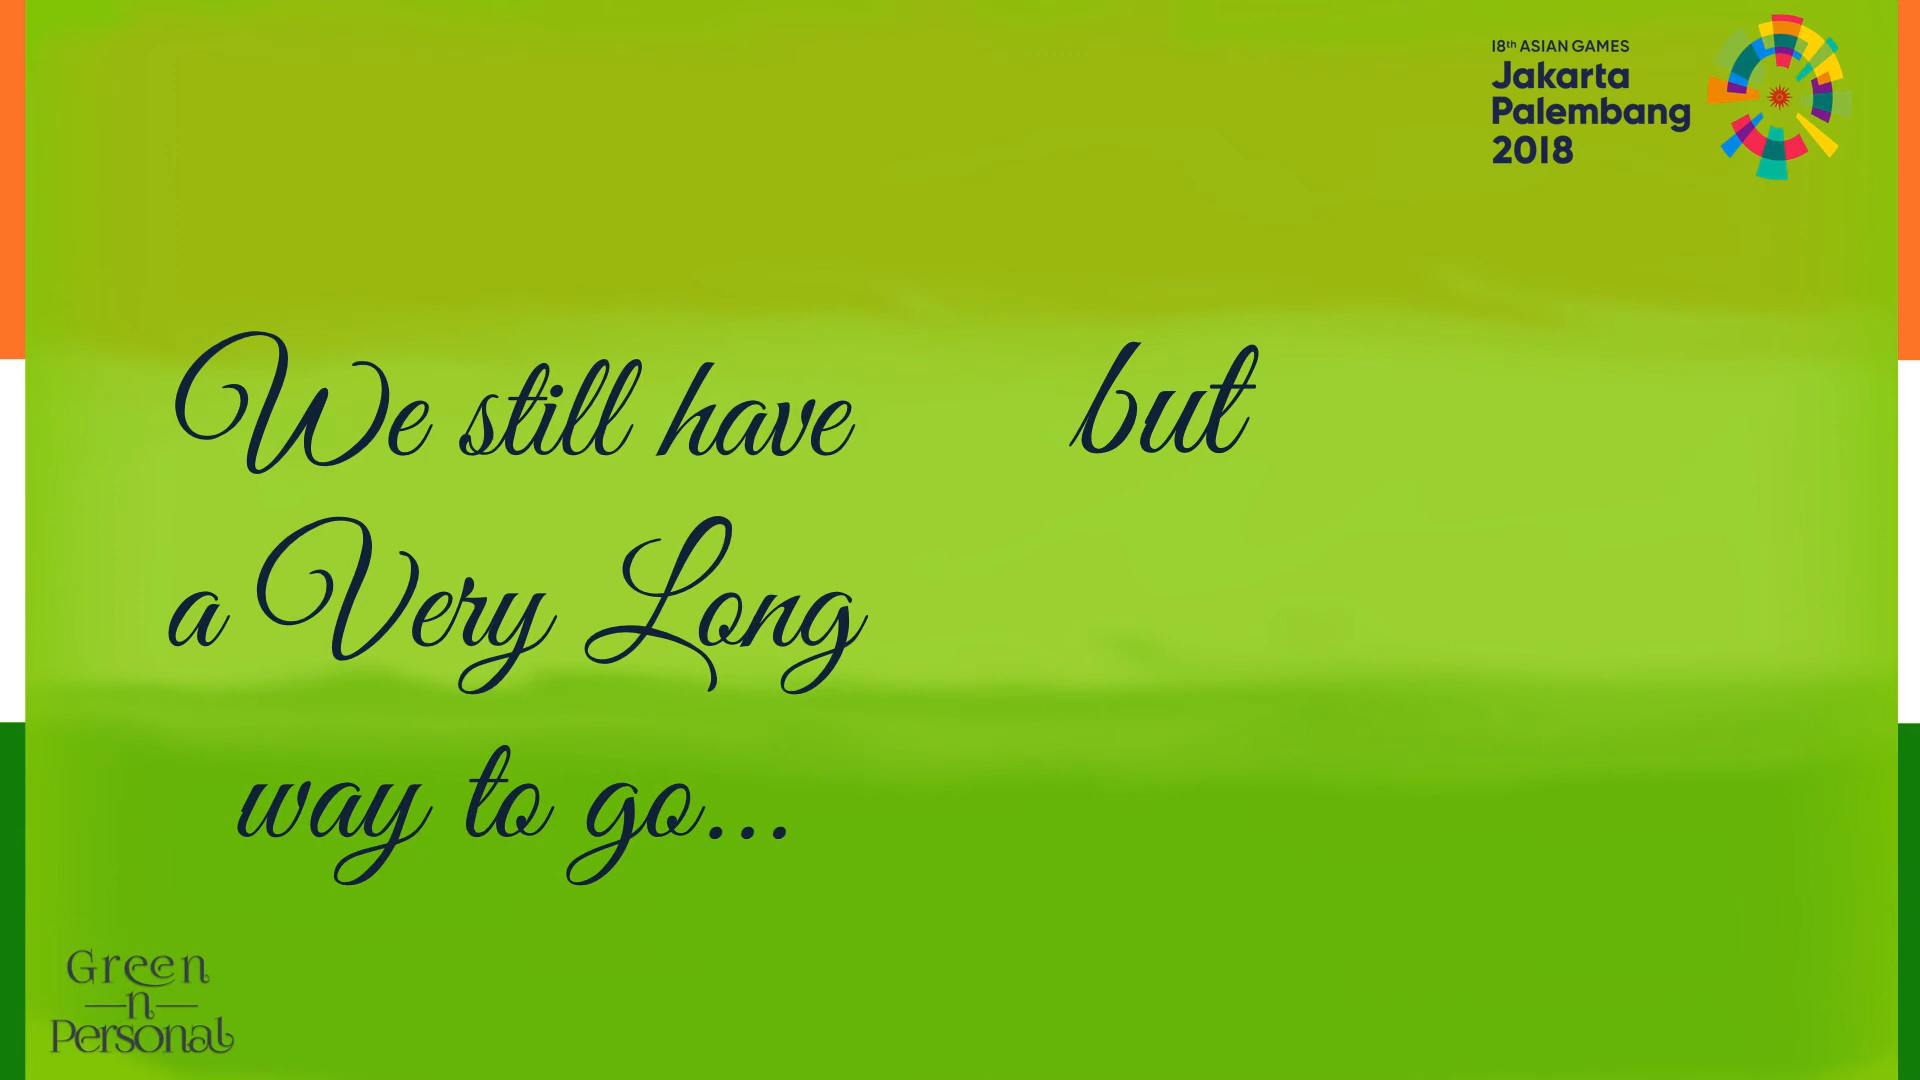 18th ASIAN GAMES
Jakarta
Palembang
2018
We still have
a Very Long
way to go...
but
Green
n
Personal